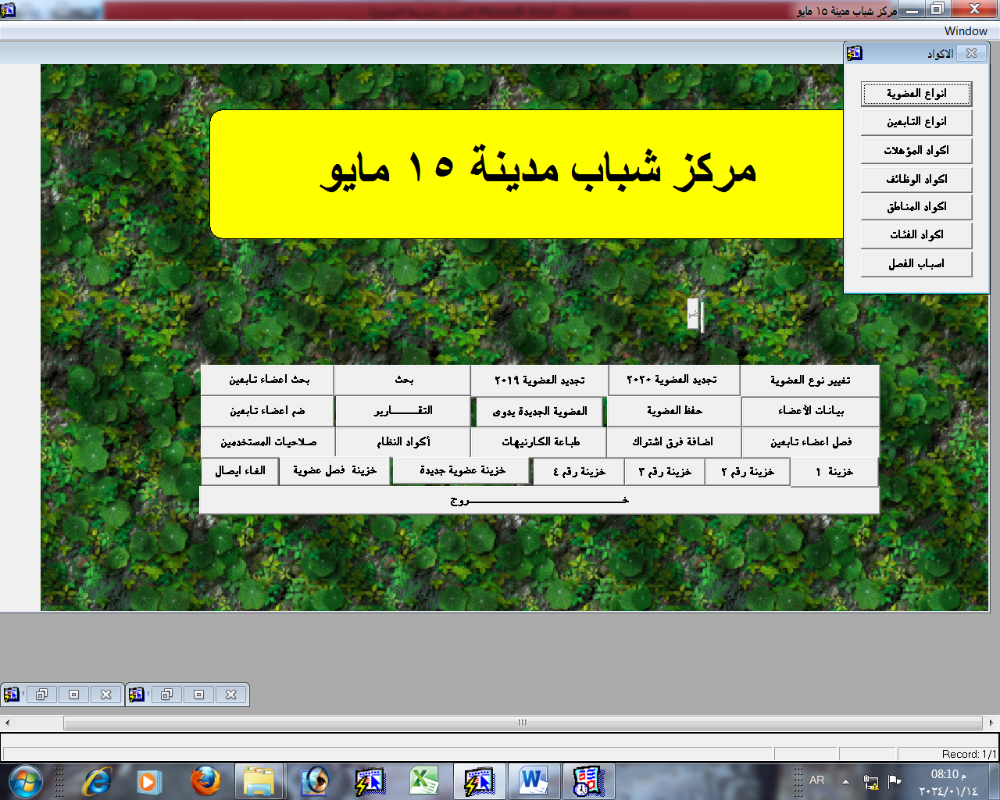 مركز شباب مدينة ١٥ مايو
Window
الاكواد
انواع العضوية
انواع التابعين
اكواد المؤهلات
اكواد الوظائف
اكواد المناطق
اكواد الفئات
اسباب الفصل
مركز شباب مدينة ١٥ مايو
تغيير نوع العضوية
تجديد العضوية ٢٠٢٠
تجديد العضوية ٢٠١٩
بحث
بحث اعضاء تابعين
بيانات الأعضاء
حفظ العضوية
العضوية الجديدة يدوى
التقـــــــارير
ضم اعضاء تابعين
فصل اعضاء تابعين
اضافة فرق اشتراك
طباعة الكارنيهات
أكواد النظام
صلاحيات المستخدمين
خزينة ١
خزينة رقم ٢
خزينة رقم ٣
خزينة رقم ٤
خزينة عضوية جديدة
خزينة فصل عضوية
الغاء ايصال
خـــــــــــــــــــــــــــــــــــــروج
Record: 1/1
AR
08:10 م
٢٠٢٤/٠١/١٤